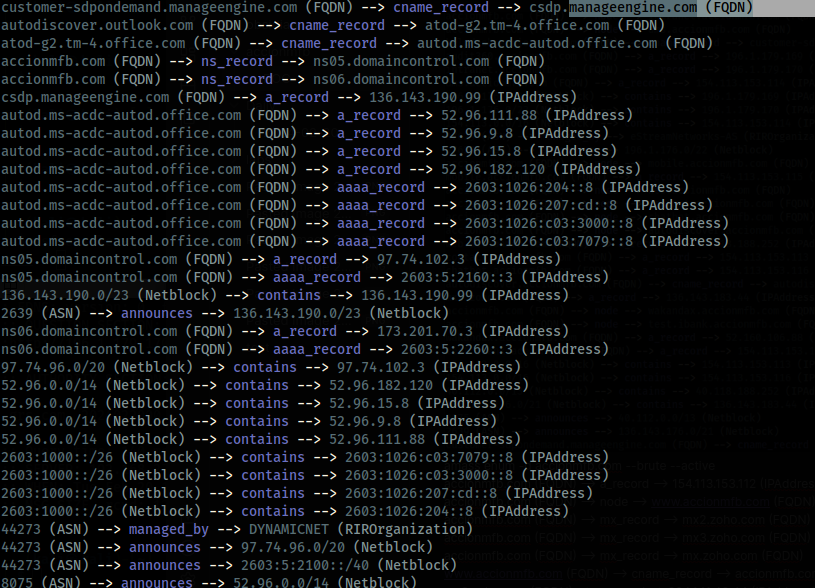 customer-sdpondemand.manageengine.com (FQDN) --> cname_record --> csdp.manageengine.com (FQDN)
autodiscover.outlook.com (FQDN) --> cname_record --> atod-g2.tm-4.office.com (FQDN)
atod-g2.tm-4.office.com (FQDN) --> cname_record --> autod.ms-acdc-autod.office.com (FQDN)
accionmfb.com (FQDN) --> ns_record --> ns05.domaincontrol.com (FQDN)
accionmfb.com (FQDN) --> ns_record --> ns06.domaincontrol.com (FQDN)
csdp.manageengine.com (FQDN) --> a_record --> 136.143.190.99 (IPAddress)
autod.ms-acdc-autod.office.com (FQDN) --> a_record --> 52.96.111.88 (IPAddress)
autod.ms-acdc-autod.office.com (FQDN) --> a_record --> 52.96.9.8 (IPAddress)
autod.ms-acdc-autod.office.com (FQDN) --> a_record --> 52.96.15.8 (IPAddress)
autod.ms-acdc-autod.office.com (FQDN) --> a_record --> 52.96.182.120 (IPAddress)
autod.ms-acdc-autod.office.com (FQDN) --> aaaa_record --> 2603:1026:204::8 (IPAddress)
autod.ms-acdc-autod.office.com (FQDN) --> aaaa_record --> 2603:1026:207:cd::8 (IPAddress)
autod.ms-acdc-autod.office.com (FQDN) --> aaaa_record --> 2603:1026:c03:3000::8 (IPAddress)
autod.ms-acdc-autod.office.com (FQDN) --> aaaa_record --> 2603:1026:c03:7079::8 (IPAddress)
ns05.domaincontrol.com (FQDN) --> a_record --> 97.74.102.3 (IPAddress)
ns05.domaincontrol.com (FQDN) --> aaaa_record --> 2603:5:2160::3 (IPAddress)
136.143.190.0/23 (Netblock) --> contains --> 136.143.190.99 (IPAddress)
2639 (ASN) --> announces --> 136.143.190.0/23 (Netblock)
ns06.domaincontrol.com (FQDN) --> a_record --> 173.201.70.3 (IPAddress)
ns06.domaincontrol.com (FQDN) --> aaaa_record --> 2603:5:2260::3 (IPAddress)
97.74.96.0/20 (Netblock) --> contains --> 97.74.102.3 (IPAddress)
52.96.0.0/14 (Netblock) --> contains --> 52.96.182.120 (IPAddress)
52.96.0.0/14 (Netblock) --> contains --> 52.96.15.8 (IPAddress)
52.96.0.0/14 (Netblock) --> contains --> 52.96.9.8 (IPAddress)
52.96.0.0/14 (Netblock) --> contains --> 52.96.111.88 (IPAddress)
2603:1000::/26 (Netblock) --> contains --> 2603:1026:c03:7079::8 (IPAddress)
2603:1000::/26 (Netblock) --> contains --> 2603:1026:c03:3000::8 (IPAddress)
2603:1000::/26 (Netblock) --> contains --> 2603:1026:207:cd::8 (IPAddress)
2603:1000::/26 (Netblock) --> contains --> 2603:1026:204::8 (IPAddress)
44273 (ASN) --> managed_by --> DYNAMICNET (RIROrganization)
44273 (ASN) --> announces --> 97.74.96.0/20 (Netblock)
44273 (ASN) --> announces --> 2603:5:2100::/40 (Netblock)
8075 (ASN) --> announces --> 52.96.0.0/14 (Netblock)